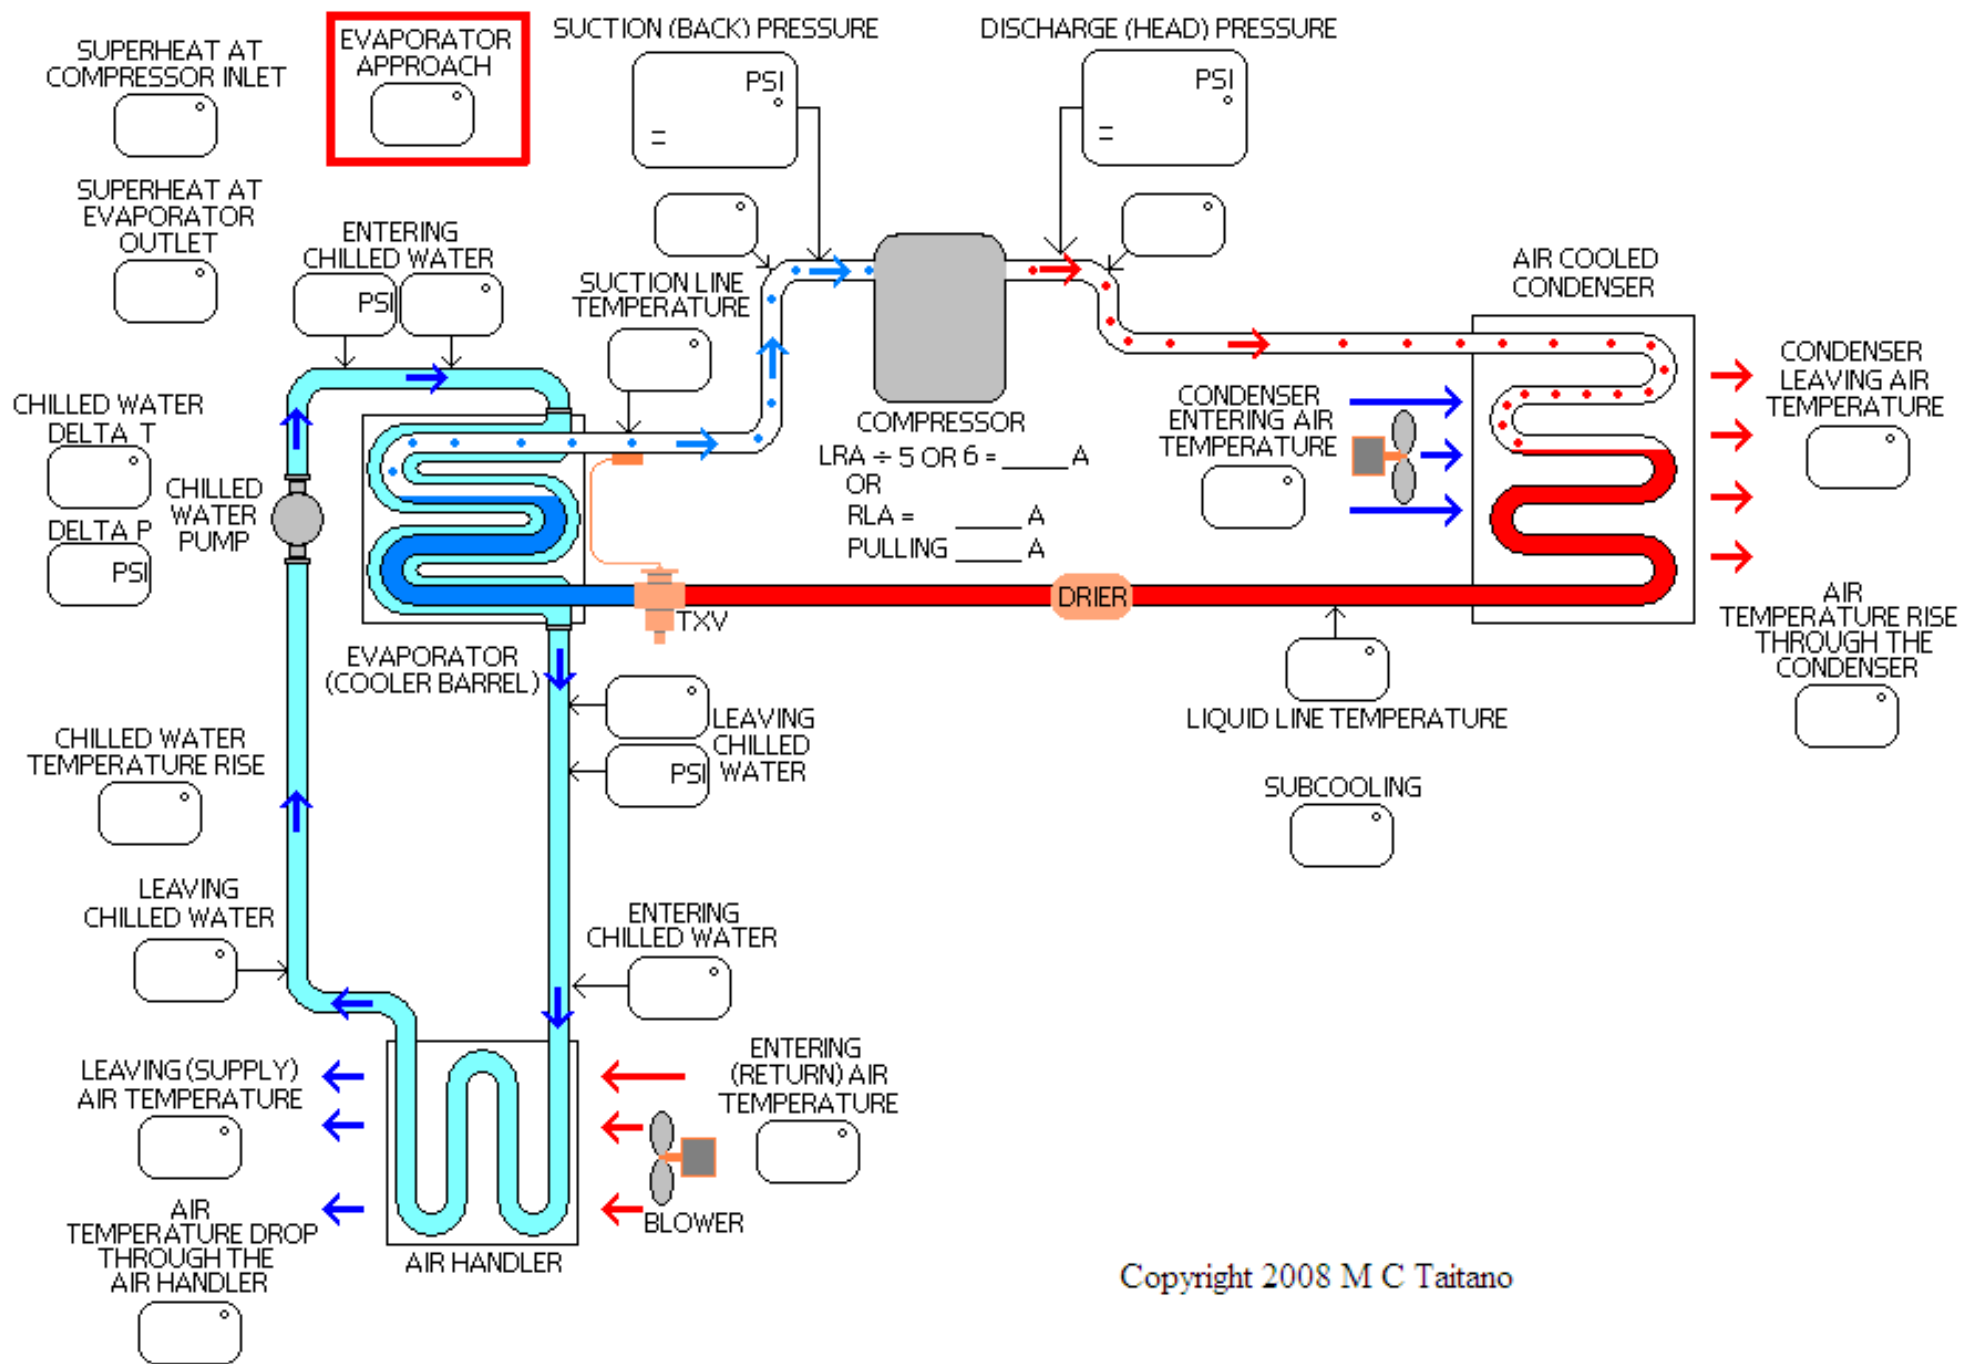 SUPERHEAT AT
COMPRESSOR INLET
°
EVAPORATOR
APPROACH
°
SUCTION (BACK) PRESSURE
PSI
°
=
DISCHARGE (HEAD) PRESSURE
PSI
°
=
SUPERHEAT AT
EVAPORATOR
OUTLET
°
ENTERING
CHILLED WATER
PSI
°
SUCTION LINE
TEMPERATURE
°
°
°
AIR COOLED
CONDENSER
CHILLED WATER
DELTA T
°
DELTA P
PSI
CHILLED
WATER
PUMP
COMPRESSOR
LRA ÷ 5 OR 6 = _____ A
OR
RLA = _____ A
PULLING _____ A
CONDENSER
ENTERING AIR
TEMPERATURE
°
CONDENSER
LEAVING AIR
TEMPERATURE
°
TXV
DRIER
EVAPORATOR
(COOLER BARREL)
°
PSI
LEAVING
CHILLED
WATER
°
LIQUID LINE TEMPERATURE
AIR
TEMPERATURE RISE
THROUGH THE
CONDENSER
°
CHILLED WATER
TEMPERATURE RISE
°
SUBCOOLING
°
LEAVING
CHILLED WATER
°
ENTERING
CHILLED WATER
°
LEAVING (SUPPLY)
AIR TEMPERATURE
°
ENTERING
(RETURN) AIR
TEMPERATURE
°
AIR
TEMPERATURE DROP
THROUGH THE
AIR HANDLER
°
AIR HANDLER
BLOWER
Copyright 2008 M C Taitano